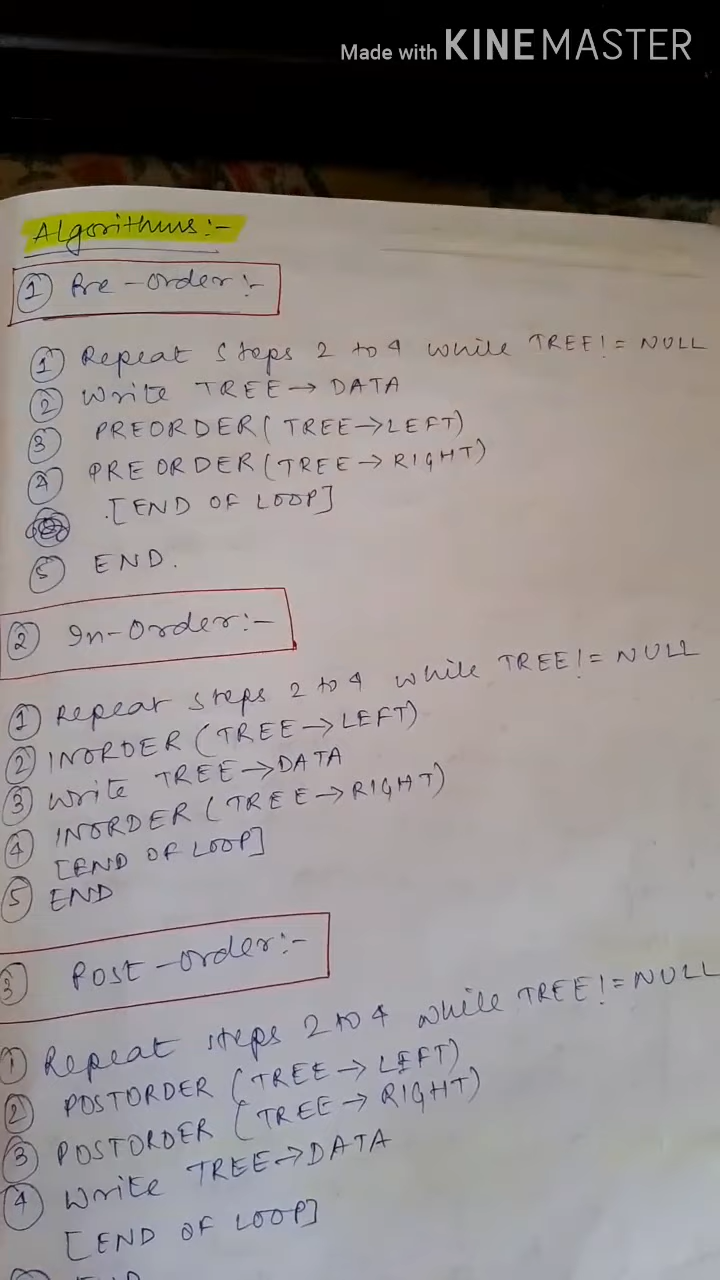 Made with KINEMASTER
Algorithms:-
① Pre-order:-
① Repeat steps 2 to 4 while TREE!= NULL
② write TREE→DATA
③ PREORDER(TREE→LEFT)
④ PREORDER(TREE→RIGHT)
.[END OF LOOP]
⑤ END.
② In-Order:-
① Repeat steps 2 to 4 while TREE!= NULL
② INORDER(TREE→LEFT)
③ write TREE→DATA
④ INORDER(TREE→RIGHT)
[END OF LOOP]
⑤ END
③ Post-order:-
① Repeat steps 2 to 4 while TREE!= NULL
② POSTORDER (TREE→LEFT)
③ POSTORDER (TREE→RIGHT)
④ write TREE→DATA
[END OF LOOP]
END